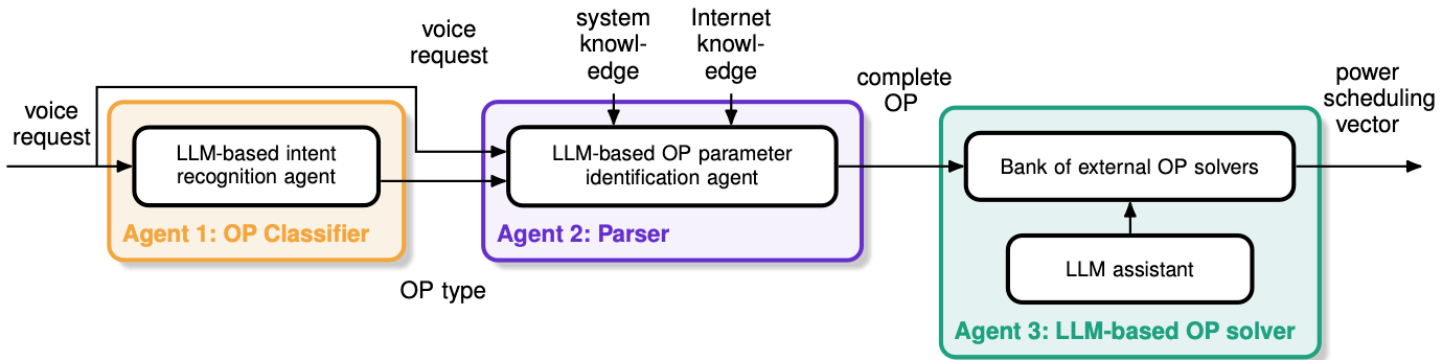 voice
request
LLM-based intent
recognition agent
Agent 1: OP Classifier
voice
request
OP type
system
knowl-
edge
Internet
knowl-
edge
LLM-based OP parameter
identification agent
Agent 2: Parser
complete
OP
Bank of external OP solvers
LLM assistant
Agent 3: LLM-based OP solver
power
scheduling
vector